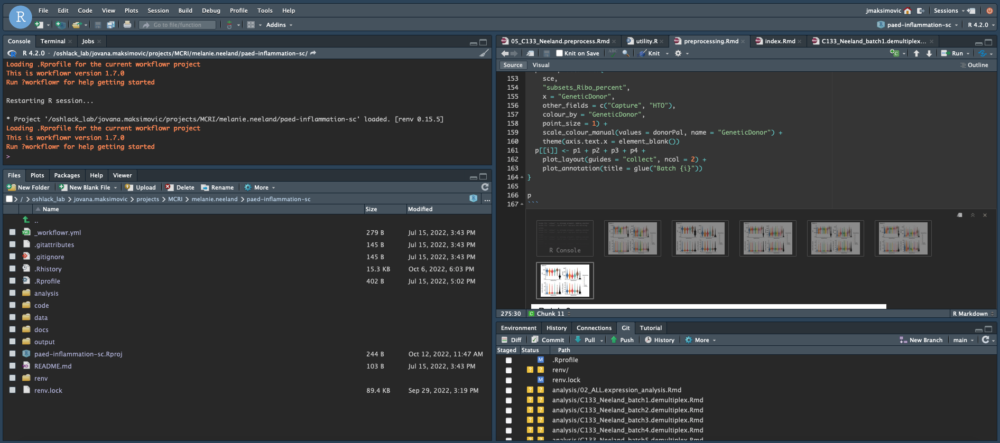 File Edit Code View Plots Session Build Debug Profile Tools Help
jmaksimovic Sessions
Go to file/function Addins
paed-inflammation-sc R 4.2.0
Console Terminal Jobs
R 4.2.0 · /oshlack_lab/jovana.maksimovic/projects/MCRI/melanie.neeland/paed-inflammation-sc/
Loading .Rprofile for the current workflowr project
This is workflowr version 1.7.0
Run ?workflowr for help getting started
Restarting R session...
* Project '/oshlack_lab/jovana.maksimovic/projects/MCRI/melanie.neeland/paed-inflammation-sc' loaded. [renv 0.15.5]
Loading .Rprofile for the current workflowr project
This is workflowr version 1.7.0
Run ?workflowr for help getting started
>
Files Plots Packages Help Viewer
New Folder New Blank File Upload Delete Rename More
/ oshlack_lab jovana.maksimovic projects MCRI melanie.neeland paed-inflammation-sc ...
Name Size Modified
..
_workflowr.yml 279 B Jul 15, 2022, 3:43 PM
.gitattributes 145 B Jul 15, 2022, 3:43 PM
.gitignore 145 B Jul 15, 2022, 3:43 PM
.Rhistory 15.3 KB Oct 6, 2022, 6:03 PM
.Rprofile 402 B Jul 15, 2022, 5:02 PM
analysis
code
data
docs
output
paed-inflammation-sc.Rproj 244 B Oct 12, 2022, 11:47 AM
README.md 103 B Jul 15, 2022, 3:43 PM
renv
renv.lock 89.4 KB Sep 29, 2022, 3:19 PM
05_C133_Neeland.preprocess.Rmd utility.R preprocessing.Rmd index.Rmd C133_Neeland_batch1.demultiplex...
Knit on Save ABC Knit Run
Source Visual Outline
153 sce,
154 "subsets_Ribo_percent",
155 x = "GeneticDonor",
156 other_fields = c("Capture", "HTO"),
157 colour_by = "GeneticDonor",
158 point_size = 1) +
159 scale_colour_manual(values = donorPal, name = "GeneticDonor") +
160 theme(axis.text.x = element_blank())
161 p[[i]] <- p1 + p2 + p3 + p4 +
162 plot_layout(guides = "collect", ncol = 2) +
163 plot_annotation(title = glue("Batch {i}"))
164 }
165
166 p
167 ```
R Console
275:30 Chunk 11 R Markdown
Environment History Connections Git Tutorial
Diff Commit Pull Push History More New Branch main
Staged Status Path
M .Rprofile
? ? renv/
M renv.lock
? ? analysis/02_ALL.expression_analysis.Rmd
? ? analysis/C133_Neeland_batch1.demultiplex.Rmd
? ? analysis/C133_Neeland_batch2.demultiplex.Rmd
? ? analysis/C133_Neeland_batch3.demultiplex.Rmd
? ? analysis/C133_Neeland_batch4.demultiplex.Rmd
? ? analysis/C133_Neeland_batch5.demultiplex.Rmd